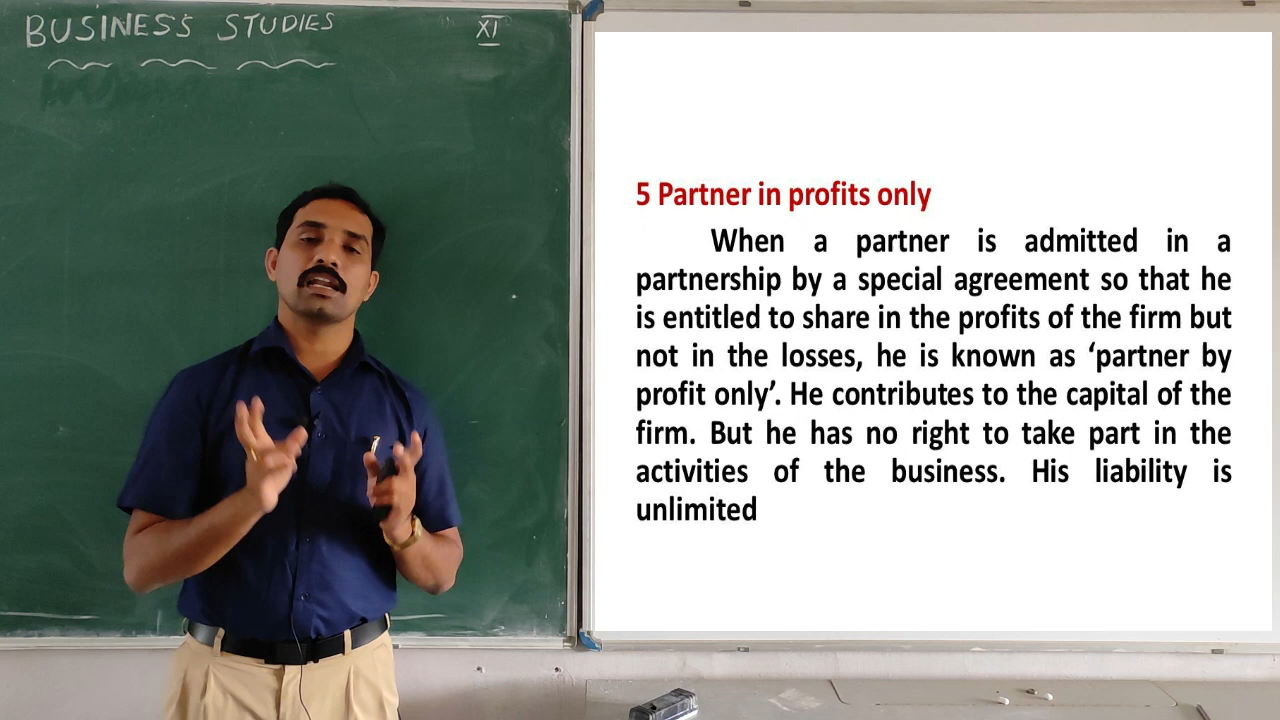 BUSINESS STUDIES XI
5 Partner in profits only
When a partner is admitted in a
partnership by a special agreement so that he
is entitled to share in the profits of the firm but
not in the losses, he is known as ‘partner by
profit only’. He contributes to the capital of the
firm. But he has no right to take part in the
activities of the business. His liability is
unlimited